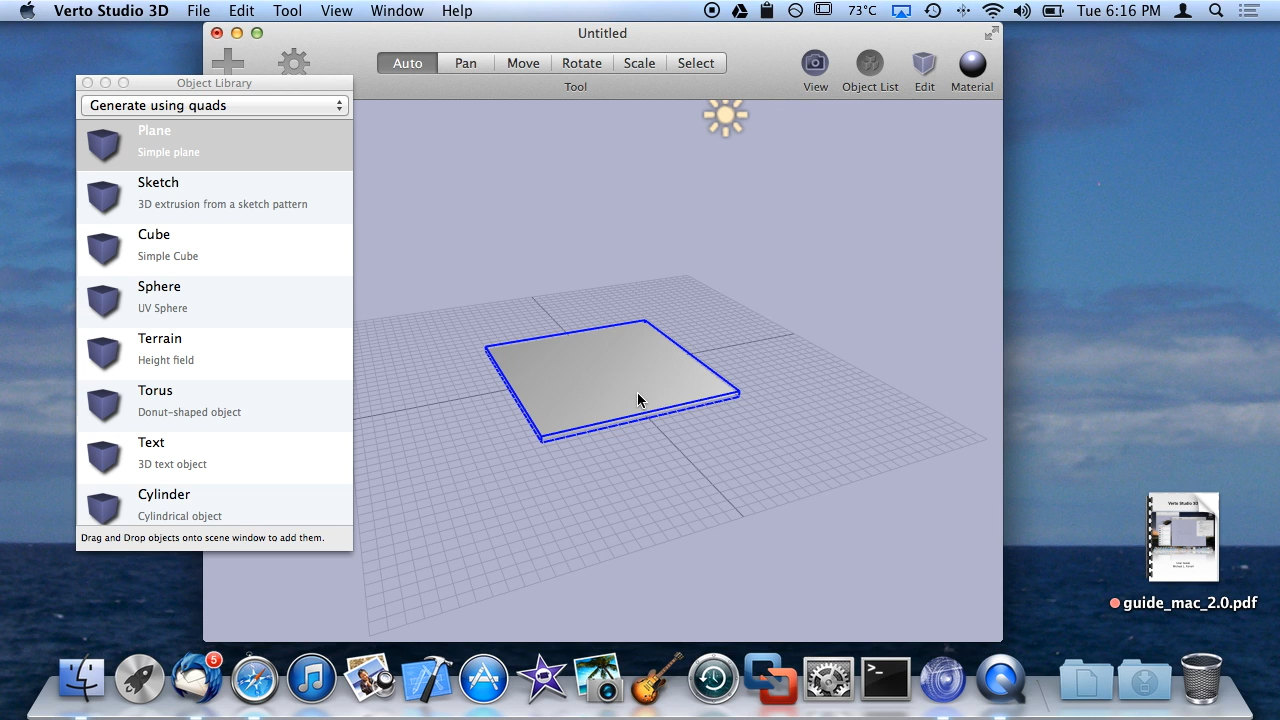 Verto Studio 3D File Edit Tool View Window Help 73°C Tue 6:16 PM
Untitled
Auto Pan Move Rotate Scale Select
Tool
View Object List Edit Material
Object Library
Generate using quads
Plane
Simple plane
Sketch
3D extrusion from a sketch pattern
Cube
Simple Cube
Sphere
UV Sphere
Terrain
Height field
Torus
Donut-shaped object
Text
3D text object
Cylinder
Cylindrical object
Drag and Drop objects onto scene window to add them.
Verto Studio 3D
guide_mac_2.0.pdf
5